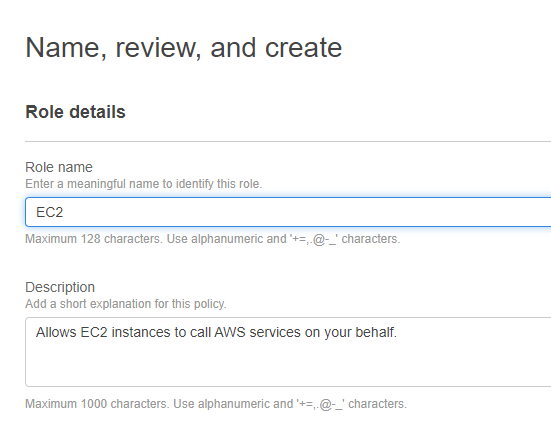 Name, review, and create
Role details
Role name
Enter a meaningful name to identify this role.
EC2
Maximum 128 characters. Use alphanumeric and '+=,.@-_' characters.
Description
Add a short explanation for this policy.
Allows EC2 instances to call AWS services on your behalf.
Maximum 1000 characters. Use alphanumeric and '+=,.@-_' characters.